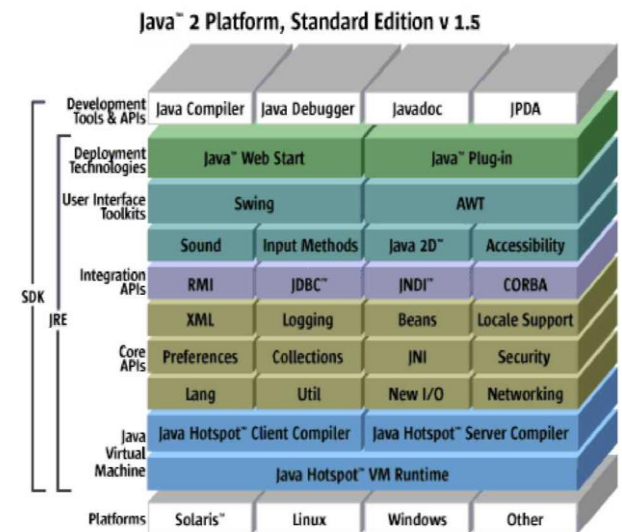 Java™ 2 Platform, Standard Edition v 1.5
Development Tools & APIs
Java Compiler
Java Debugger
Javadoc
JPDA
Deployment Technologies
Java™ Web Start
Java™ Plug-in
User Interface Toolkits
Swing
AWT
Sound
Input Methods
Java 2D™
Accessibility
Integration APIs
RMI
JDBC™
JNDI™
CORBA
SDK
JRE
XML
Logging
Beans
Locale Support
Core APIs
Preferences
Collections
JNI
Security
Lang
Util
New I/O
Networking
Java Virtual Machine
Java Hotspot™ Client Compiler
Java Hotspot™ Server Compiler
Java Hotspot™ VM Runtime
Platforms
Solaris™
Linux
Windows
Other